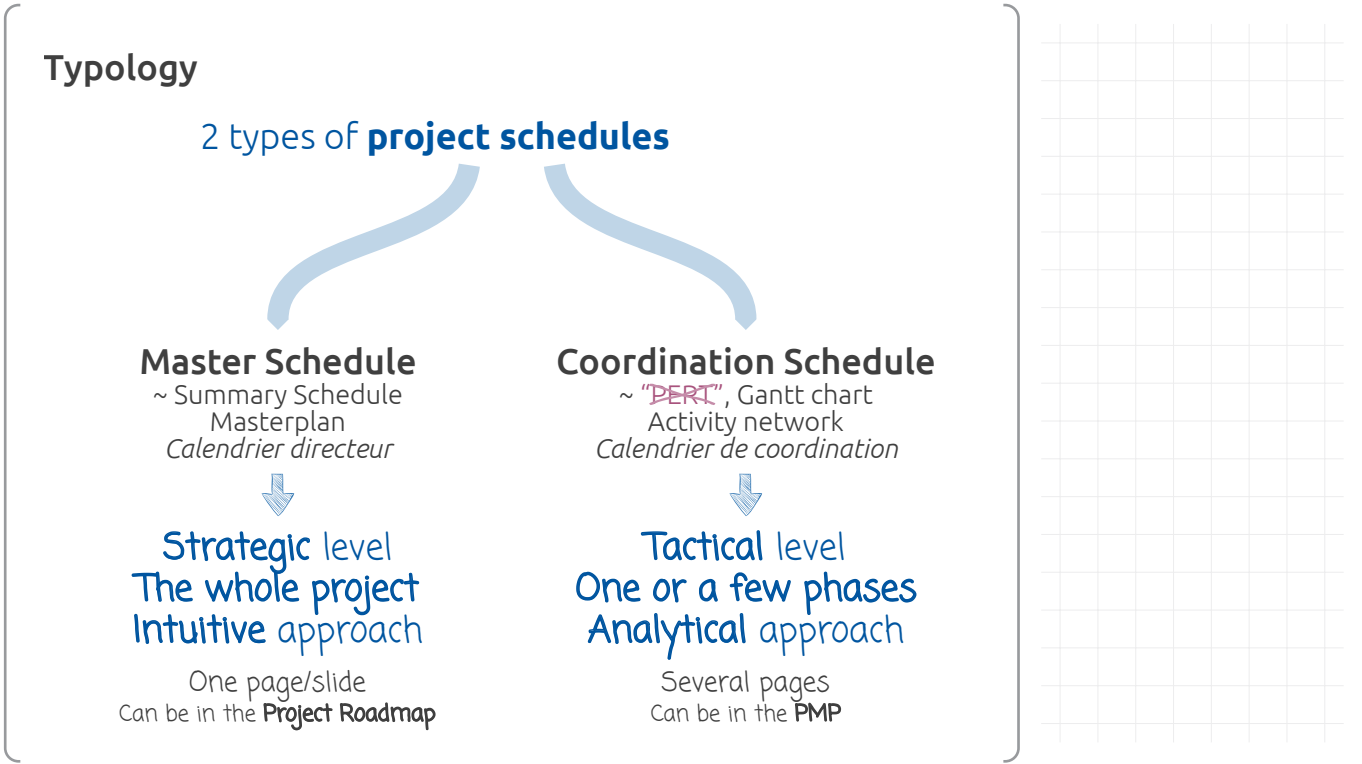 Typology
2 types of project schedules
Master Schedule
~ Summary Schedule
Masterplan
Calendrier directeur
Strategic level
The whole project
Intuitive approach
One page/slide
Can be in the Project Roadmap
Coordination Schedule
~ “PERT”, Gantt chart
Activity network
Calendrier de coordination
Tactical level
One or a few phases
Analytical approach
Several pages
Can be in the PMP